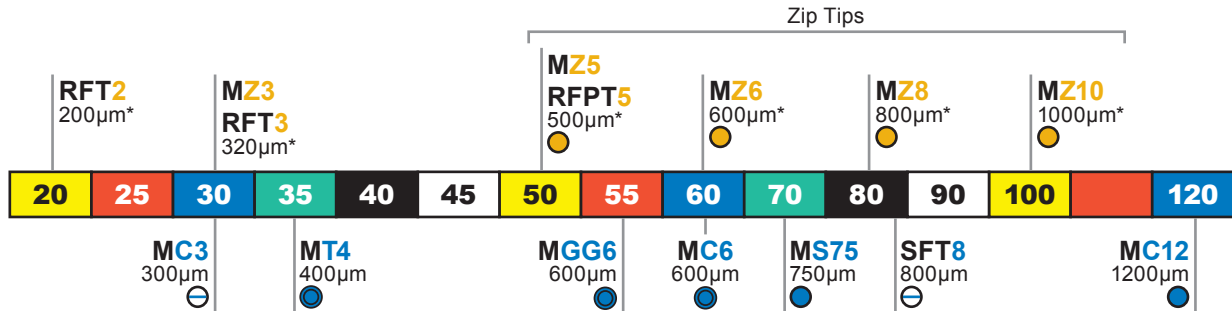 Zip Tips
RFT2
200µm*
MZ3
RFT3
320µm*
MZ5
RFPT5
500µm*
MZ6
600µm*
MZ8
800µm*
MZ10
1000µm*
20 25 30 35 40 45 50 55 60 70 80 90 100 120
MC3
300µm
MT4
400µm
MGG6
600µm
MC6
600µm
MS75
750µm
SFT8
800µm
MC12
1200µm